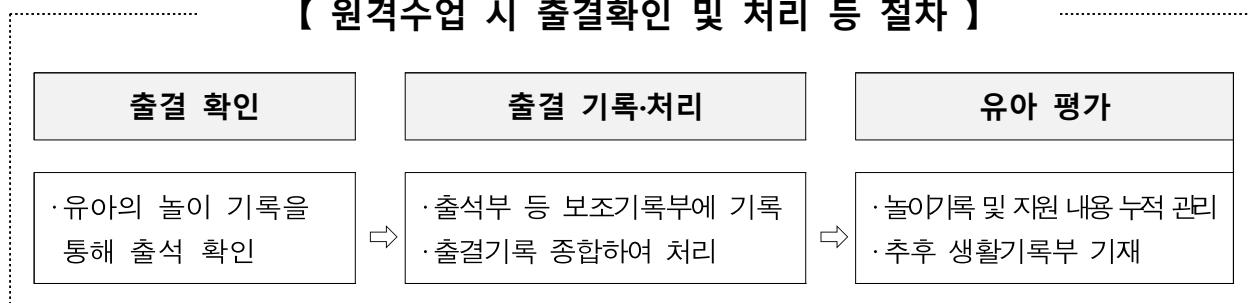 【 원격수업 시 출결확인 및 처리 등 절차 】
출결 확인
출결 기록·처리
유아 평가
·유아의 놀이 기록을
통해 출석 확인
⇨
·출석부 등 보조기록부에 기록
·출결기록 종합하여 처리
⇨
·놀이기록 및 지원 내용 누적 관리
·추후 생활기록부 기재